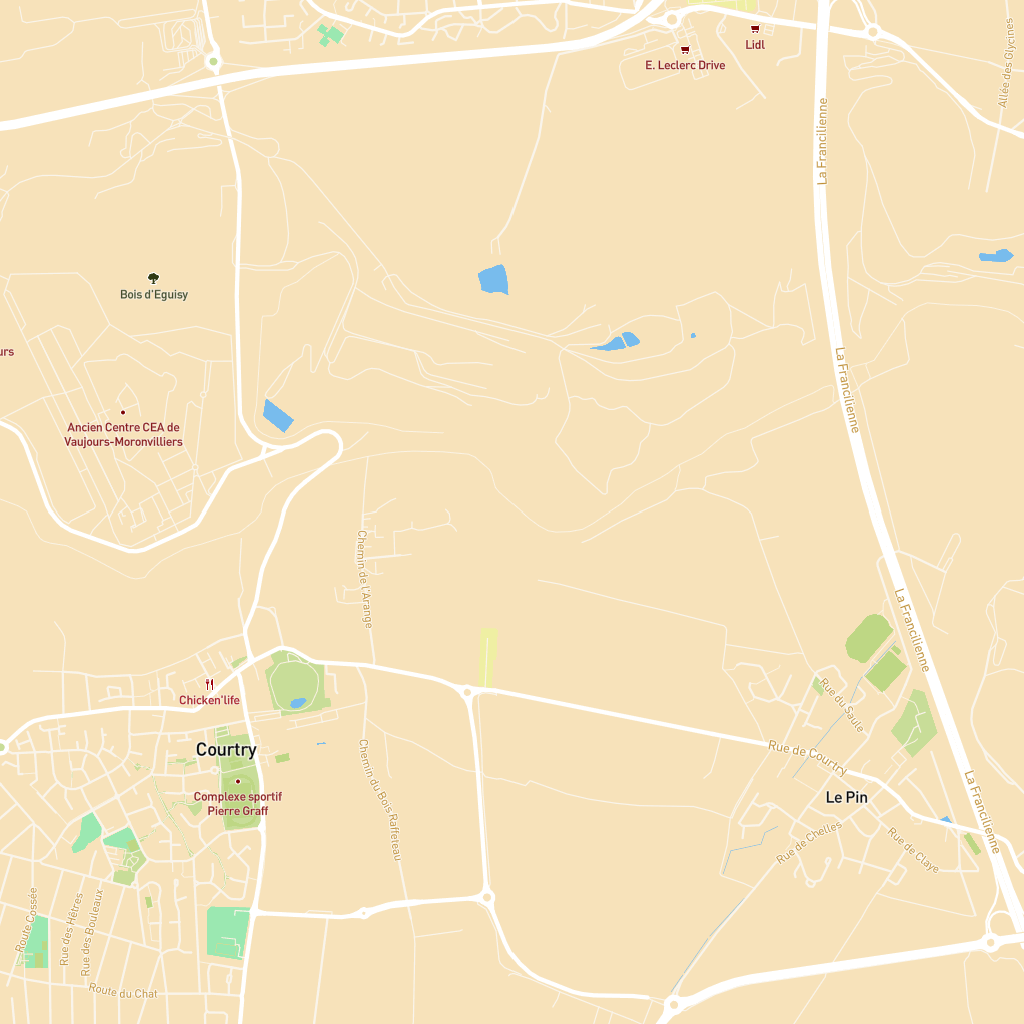 Lidl
E. Leclerc Drive
Allée des Glycines
La Francilienne
Bois d'Eguisy
urs
La Francilienne
Ancien Centre CEA de
Vaujours-Moronvilliers
Chemin de l'Arange
La Francilienne
Chicken'life
Rue du Saule
Courtry
Rue de Courtry
Chemin du Bois Raffeteau
La Francilienne
Complexe sportif
Pierre Graff
Le Pin
Rue de Chelles
Rue de Claye
Route Cossée
Rue des Hêtres
Rue des Bouleaux
Route du Chat